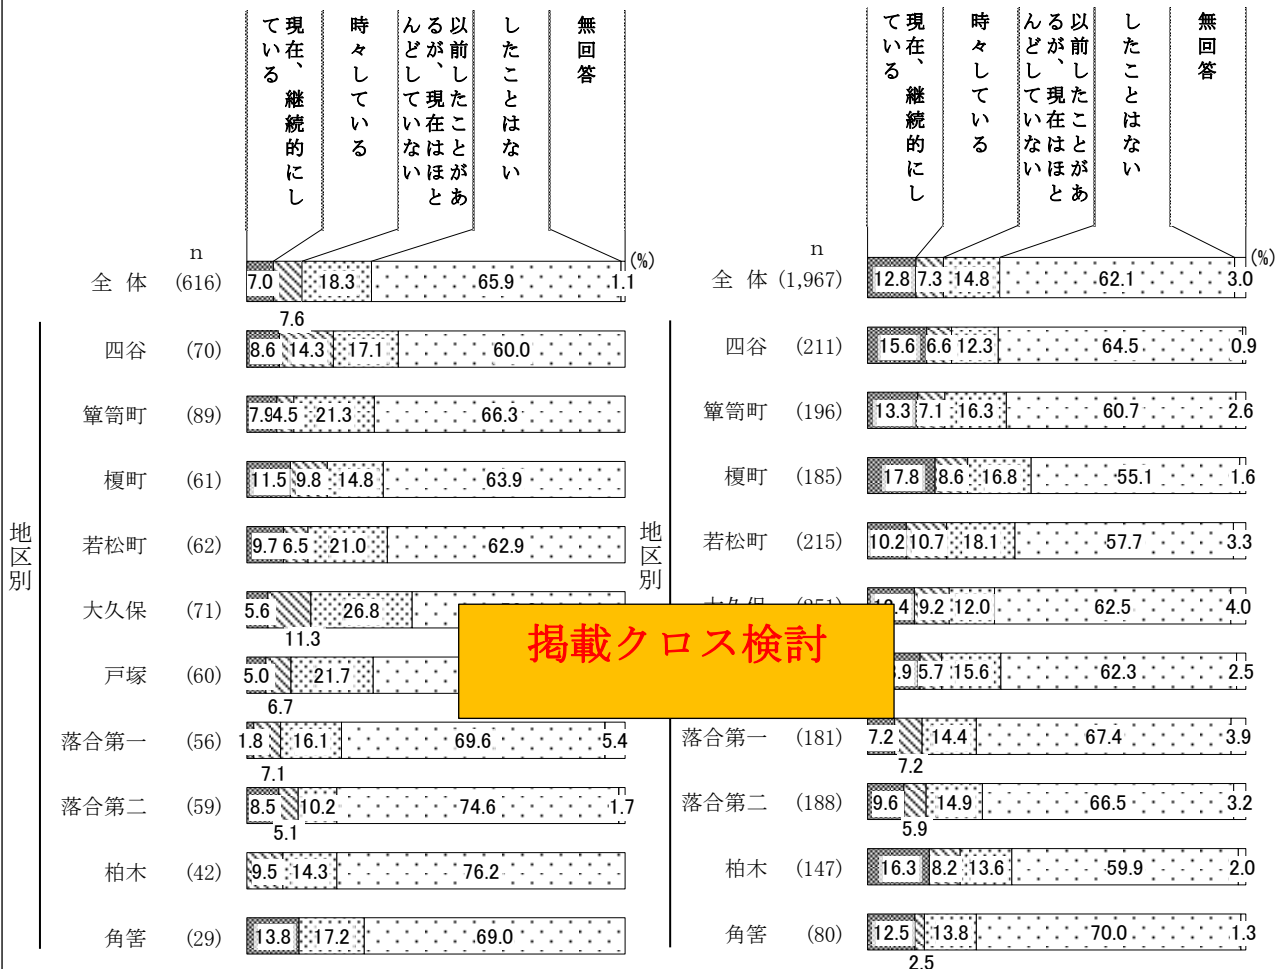 現在、継続的にし
ている
時々している
以前したことがあ
るが、現在はほと
んどしていない
したことはない
無回答
n
(%)
全 体 (616) 7.0 7.6 18.3 65.9 1.1
地区別
四谷 (70) 8.6 14.3 17.1 60.0
簞笥町 (89) 7.9 4.5 21.3 66.3
榎町 (61) 11.5 9.8 14.8 63.9
若松町 (62) 9.7 6.5 21.0 62.9
大久保 (71) 5.6 11.3 26.8
戸塚 (60) 5.0 6.7 21.7
落合第一 (56) 1.8 7.1 16.1 69.6 5.4
落合第二 (59) 8.5 5.1 10.2 74.6 1.7
柏木 (42) 9.5 14.3 76.2
角筈 (29) 13.8 17.2 69.0
現在、継続的にし
ている
時々している
以前したことがあ
るが、現在はほと
んどしていない
したことはない
無回答
n
(%)
全 体 (1,967) 12.8 7.3 14.8 62.1 3.0
地区別
四谷 (211) 15.6 6.6 12.3 64.5 0.9
簞笥町 (196) 13.3 7.1 16.3 60.7 2.6
榎町 (185) 17.8 8.6 16.8 55.1 1.6
若松町 (215) 10.2 10.7 18.1 57.7 3.3
9.2 12.0 62.5 4.0
5.7 15.6 62.3 2.5
落合第一 (181) 7.2 7.2 14.4 67.4 3.9
落合第二 (188) 9.6 5.9 14.9 66.5 3.2
柏木 (147) 16.3 8.2 13.6 59.9 2.0
角筈 (80) 12.5 2.5 13.8 70.0 1.3
掲載クロス検討